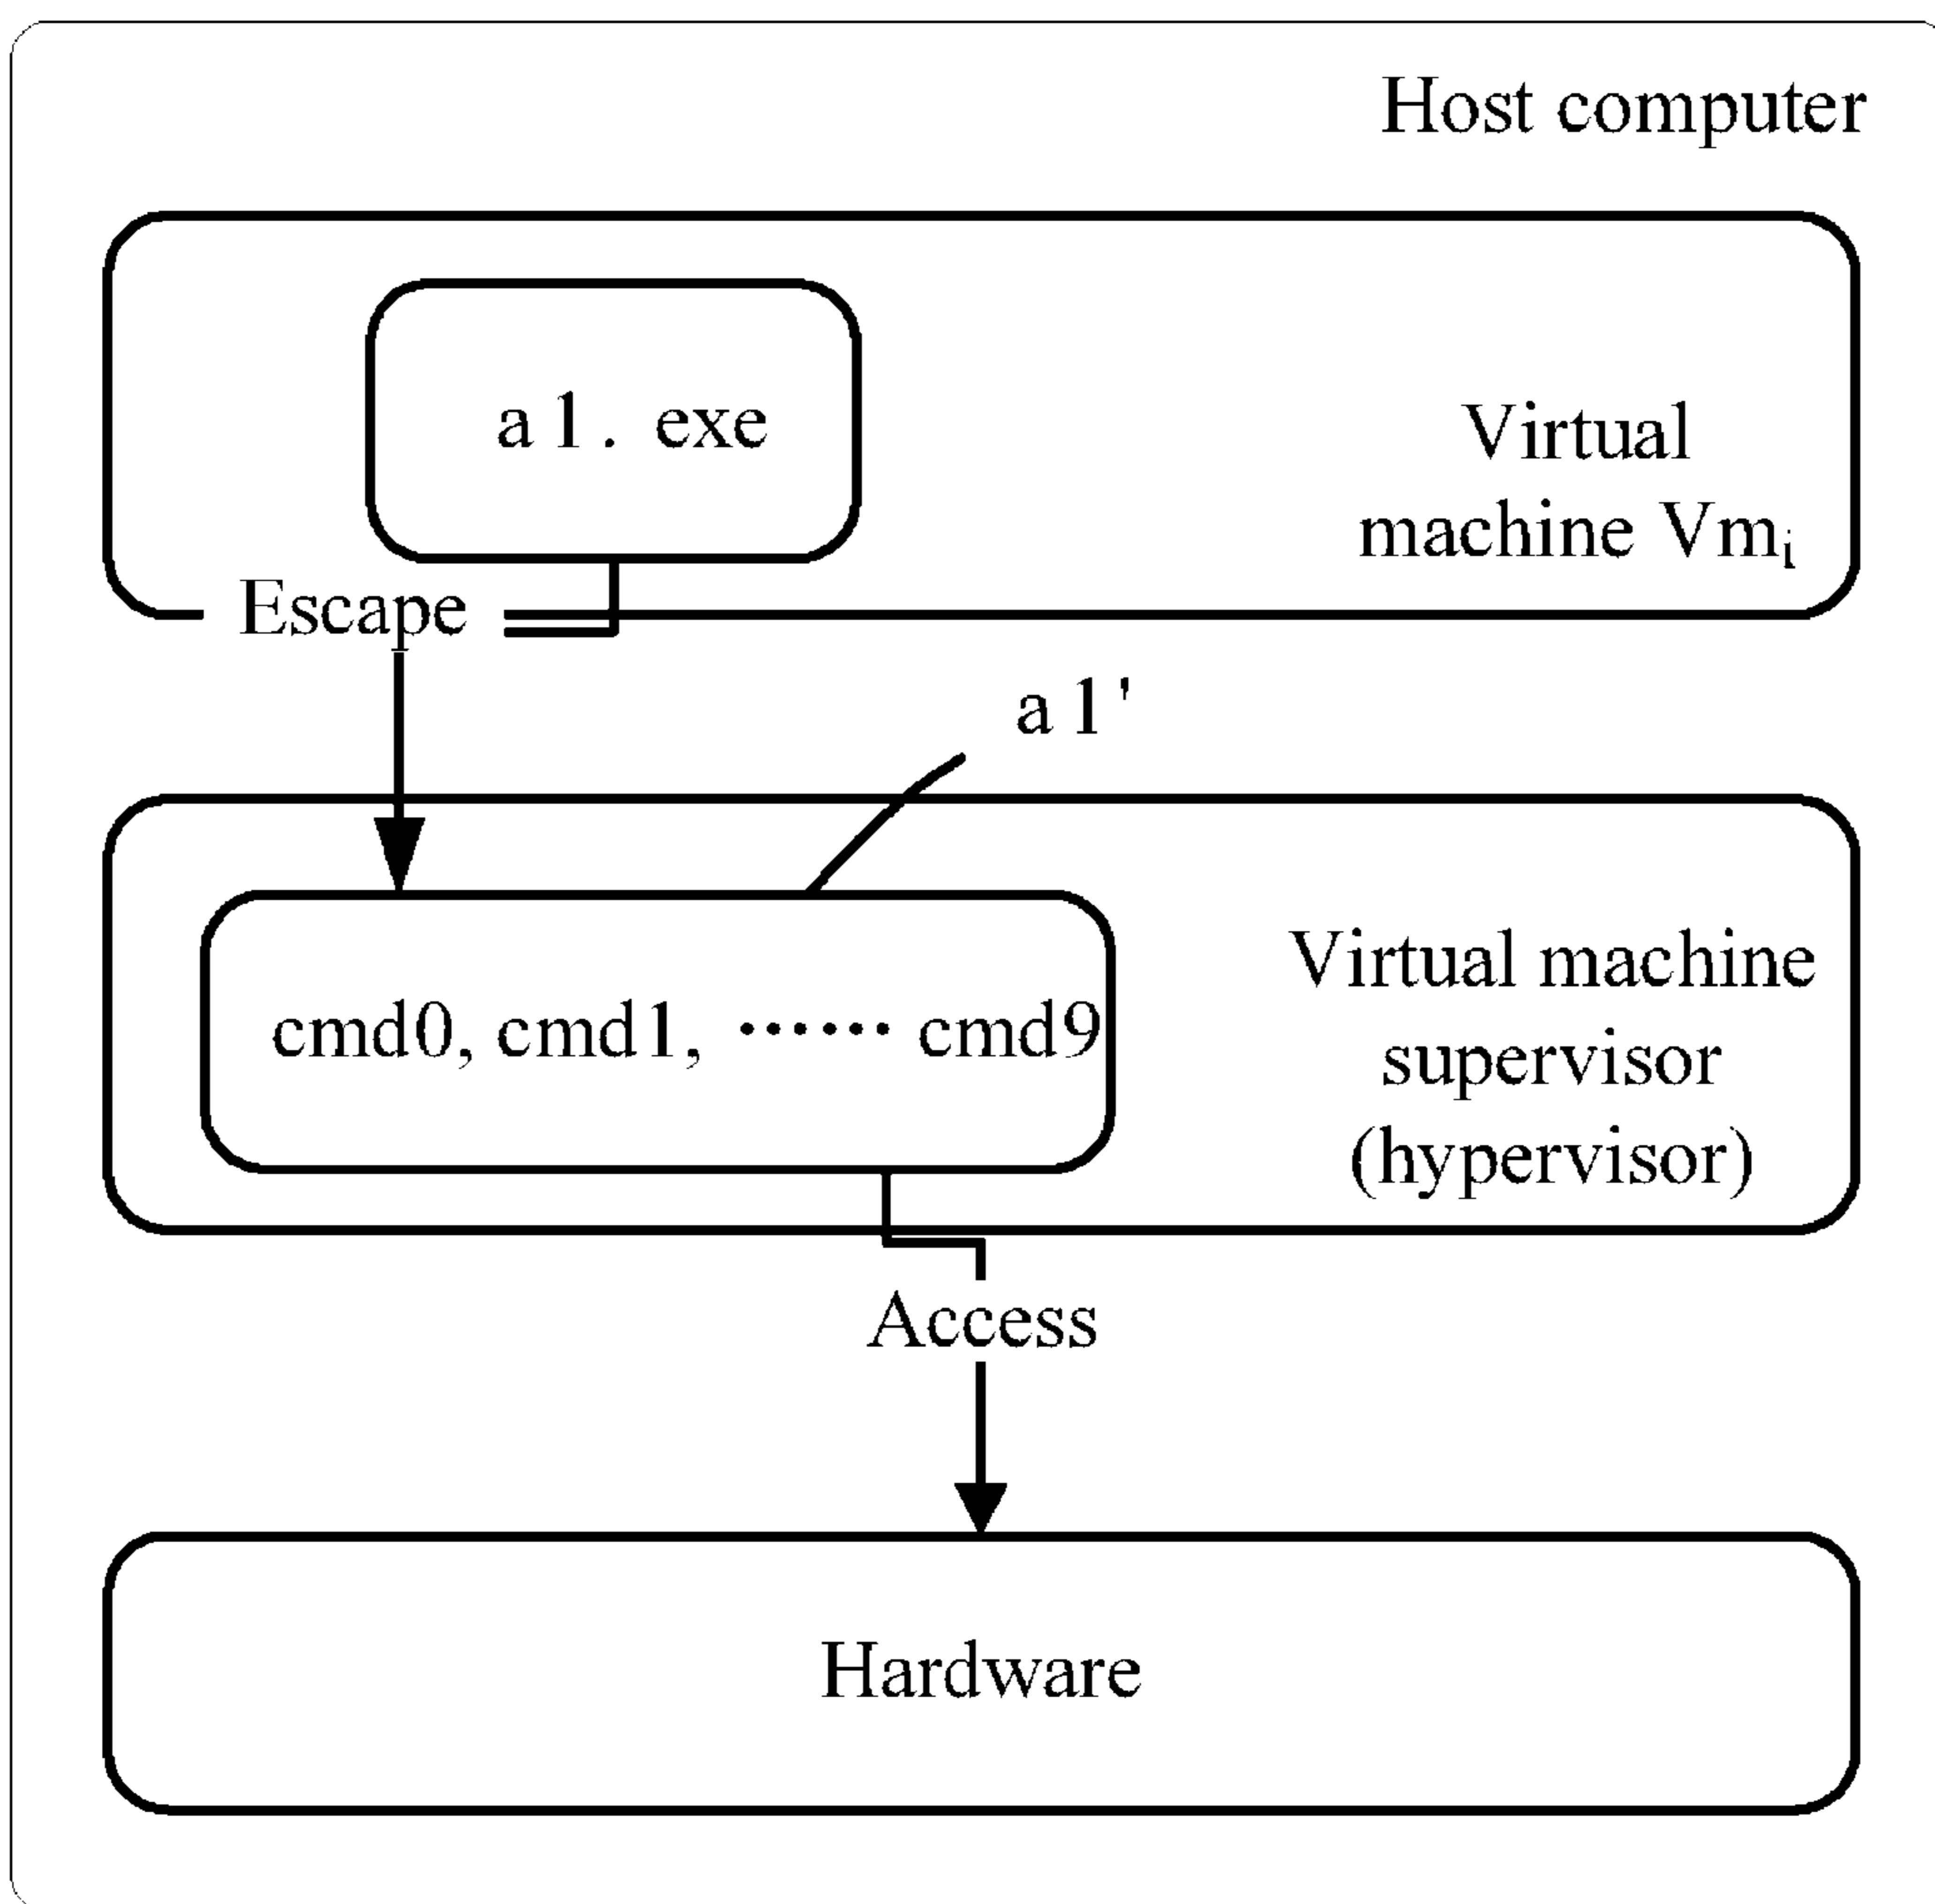 Host computer
a1. exe
Virtual
machine Vmi
Escape
a1'
cmd0, cmd1, ······ cmd9
Virtual machine
supervisor
(hypervisor)
Access
Hardware